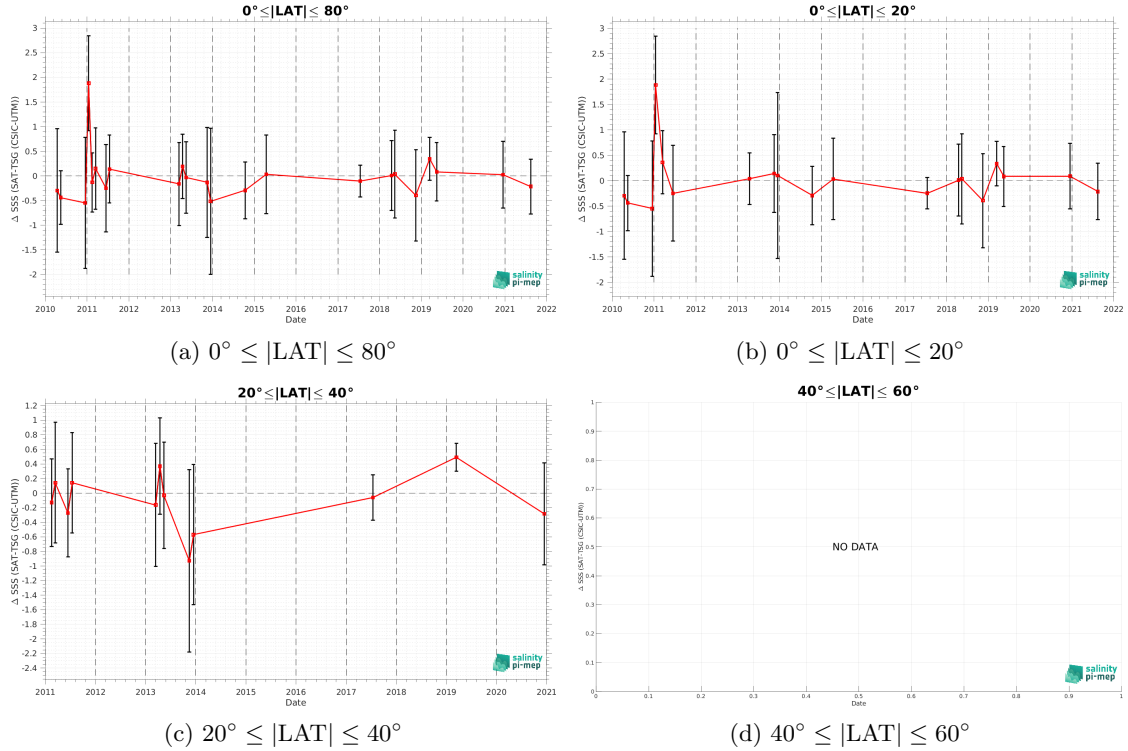 0°≤|LAT|≤ 80°
Δ SSS (SAT-TSG (CSIC-UTM))
3
2.5
2
1.5
1
0.5
0
-0.5
-1
-1.5
-2
2010 2011 2012 2013 2014 2015 2016 2017 2018 2019 2020 2021 2022
Date
salinity
pi-mep
(a) 0° ≤ |LAT| ≤ 80°
0°≤|LAT|≤ 20°
Δ SSS (SAT-TSG (CSIC-UTM))
3
2.5
2
1.5
1
0.5
0
-0.5
-1
-1.5
-2
2010 2011 2012 2013 2014 2015 2016 2017 2018 2019 2020 2021 2022
Date
salinity
pi-mep
(b) 0° ≤ |LAT| ≤ 20°
20°≤|LAT|≤ 40°
Δ SSS (SAT-TSG (CSIC-UTM))
1.2
1
0.8
0.6
0.4
0.2
0
-0.2
-0.4
-0.6
-0.8
-1
-1.2
-1.4
-1.6
-1.8
-2
-2.2
-2.4
2011 2012 2013 2014 2015 2016 2017 2018 2019 2020 2021
Date
salinity
pi-mep
(c) 20° ≤ |LAT| ≤ 40°
40°≤|LAT|≤ 60°
Δ SSS (SAT-TSG (CSIC-UTM))
1
0.9
0.8
0.7
0.6
0.5
0.4
0.3
0.2
0.1
0
NO DATA
0 0.1 0.2 0.3 0.4 0.5 0.6 0.7 0.8 0.9 1
Date
salinity
pi-mep
(d) 40° ≤ |LAT| ≤ 60°